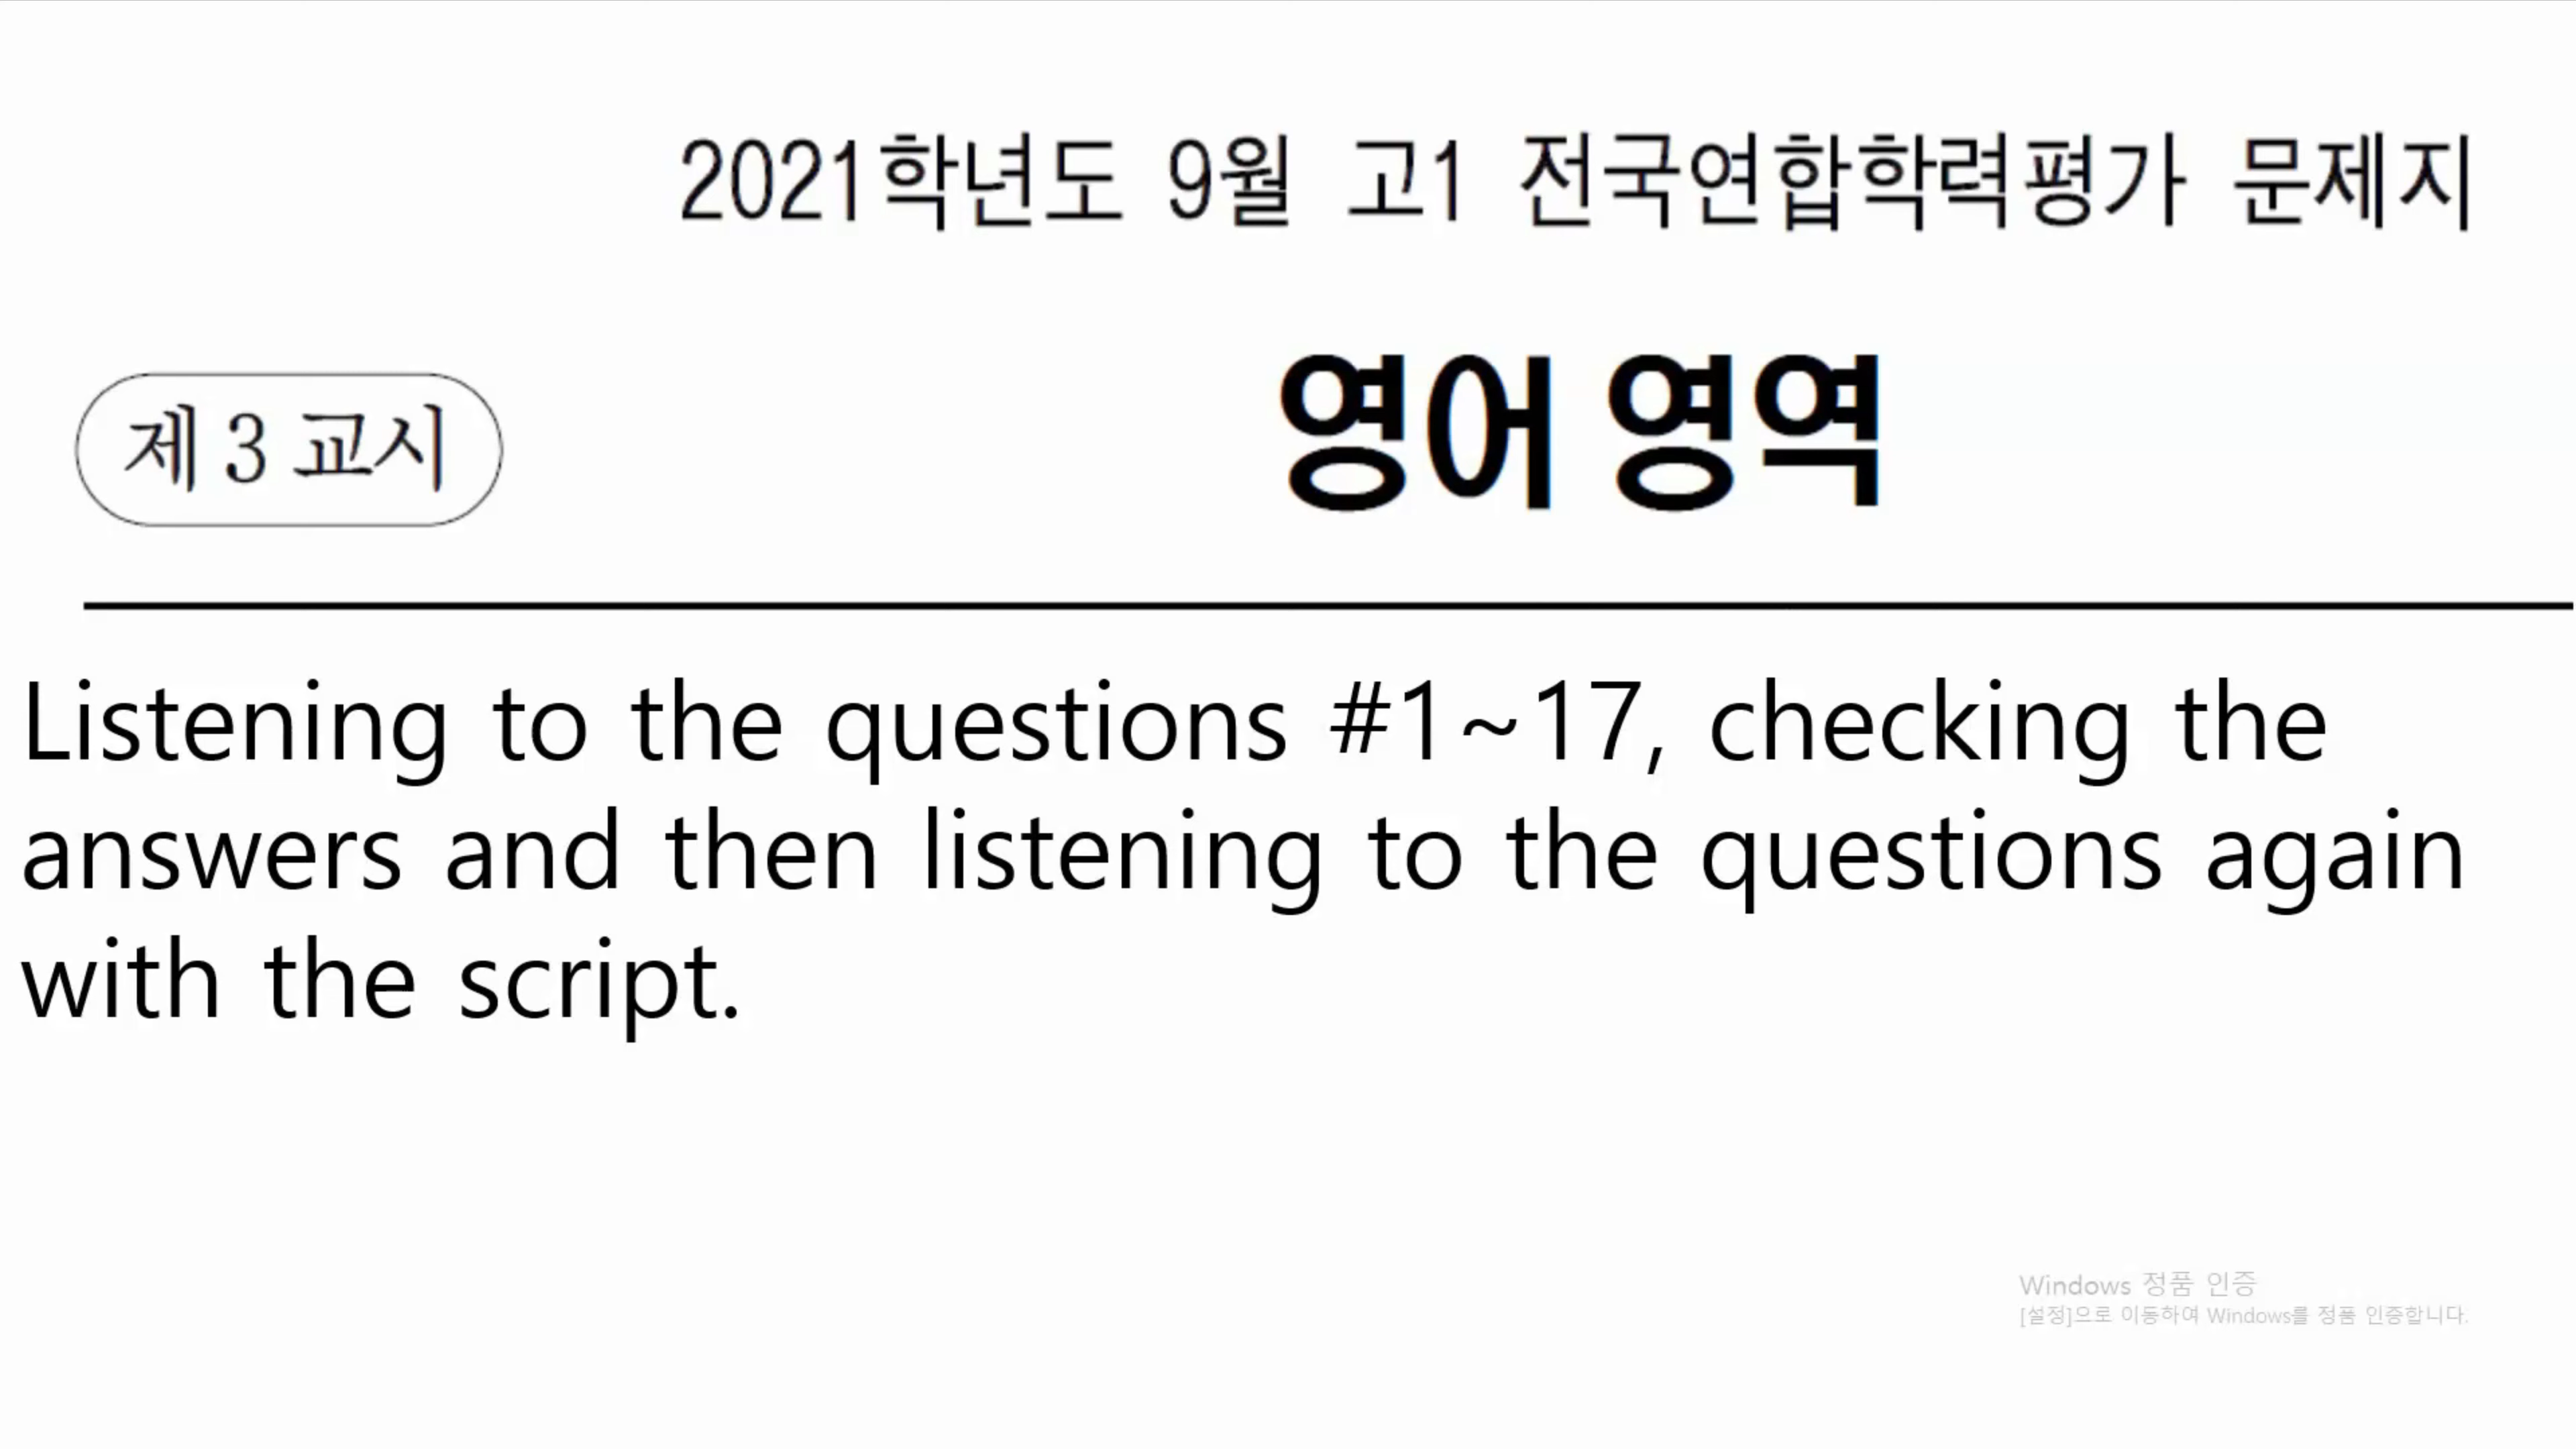 2021학년도 9월 고1 전국연합학력평가 문제지
제 3 교시
영어 영역
Listening to the questions #1~17, checking the
answers and then listening to the questions again
with the script.
Windows 정품 인증
[설정]으로 이동하여 Windows를 정품 인증합니다.